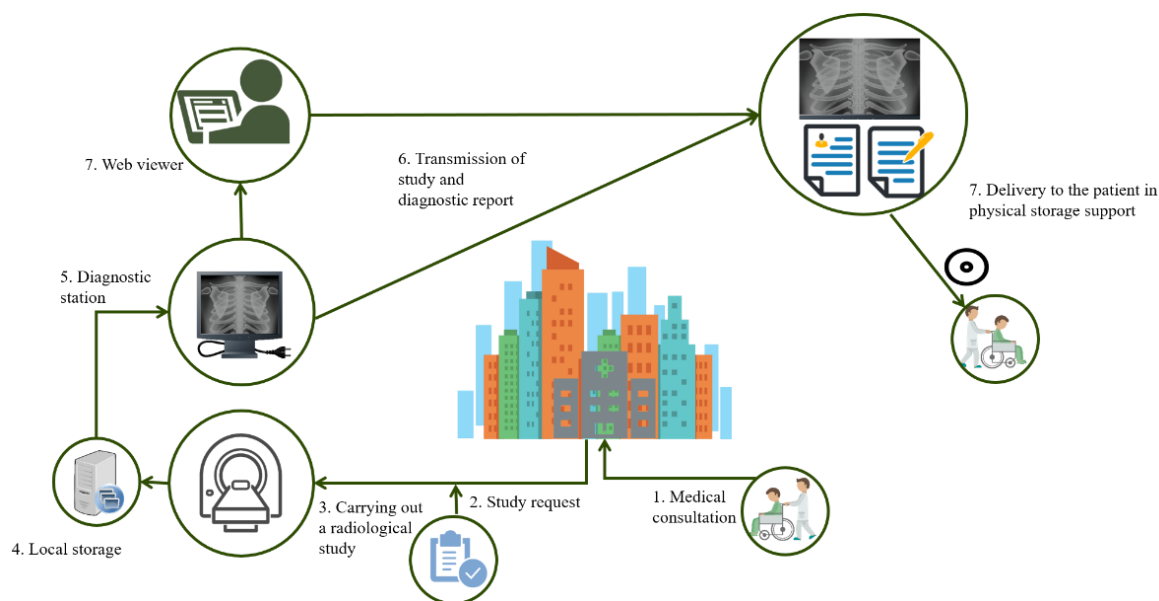 7. Web viewer
6. Transmission of
study and
diagnostic report
7. Delivery to the patient in
physical storage support
5. Diagnostic
station
1. Medical
consultation
2. Study request
3. Carrying out
a radiological
study
4. Local storage